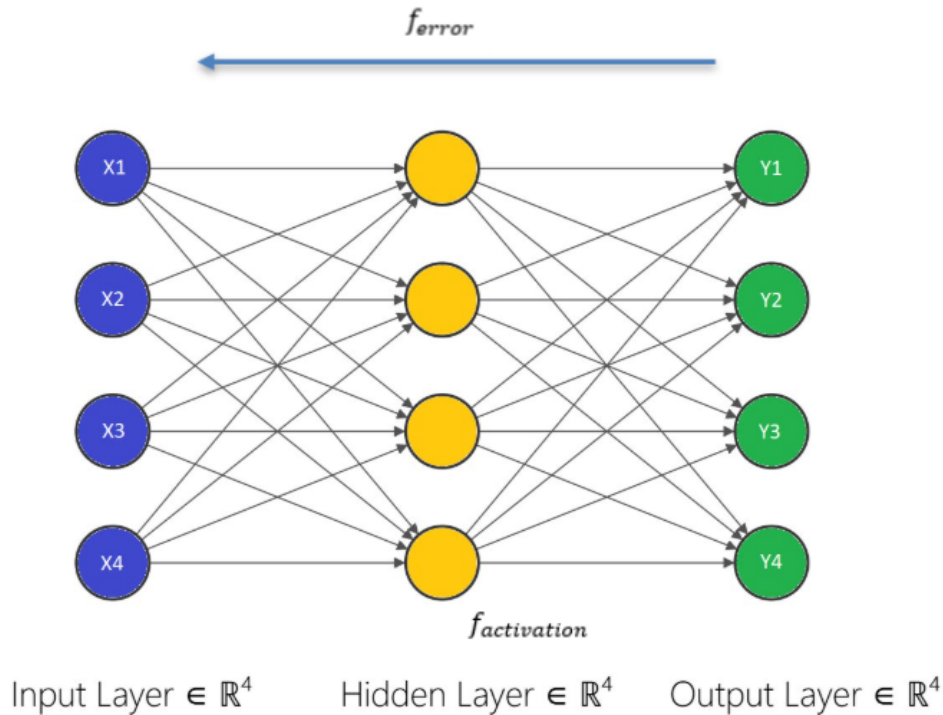 f_error
X1
Y1
X2
Y2
X3
Y3
X4
Y4
f_activation
Input Layer ∈ ℝ⁴
Hidden Layer ∈ ℝ⁴
Output Layer ∈ ℝ⁴